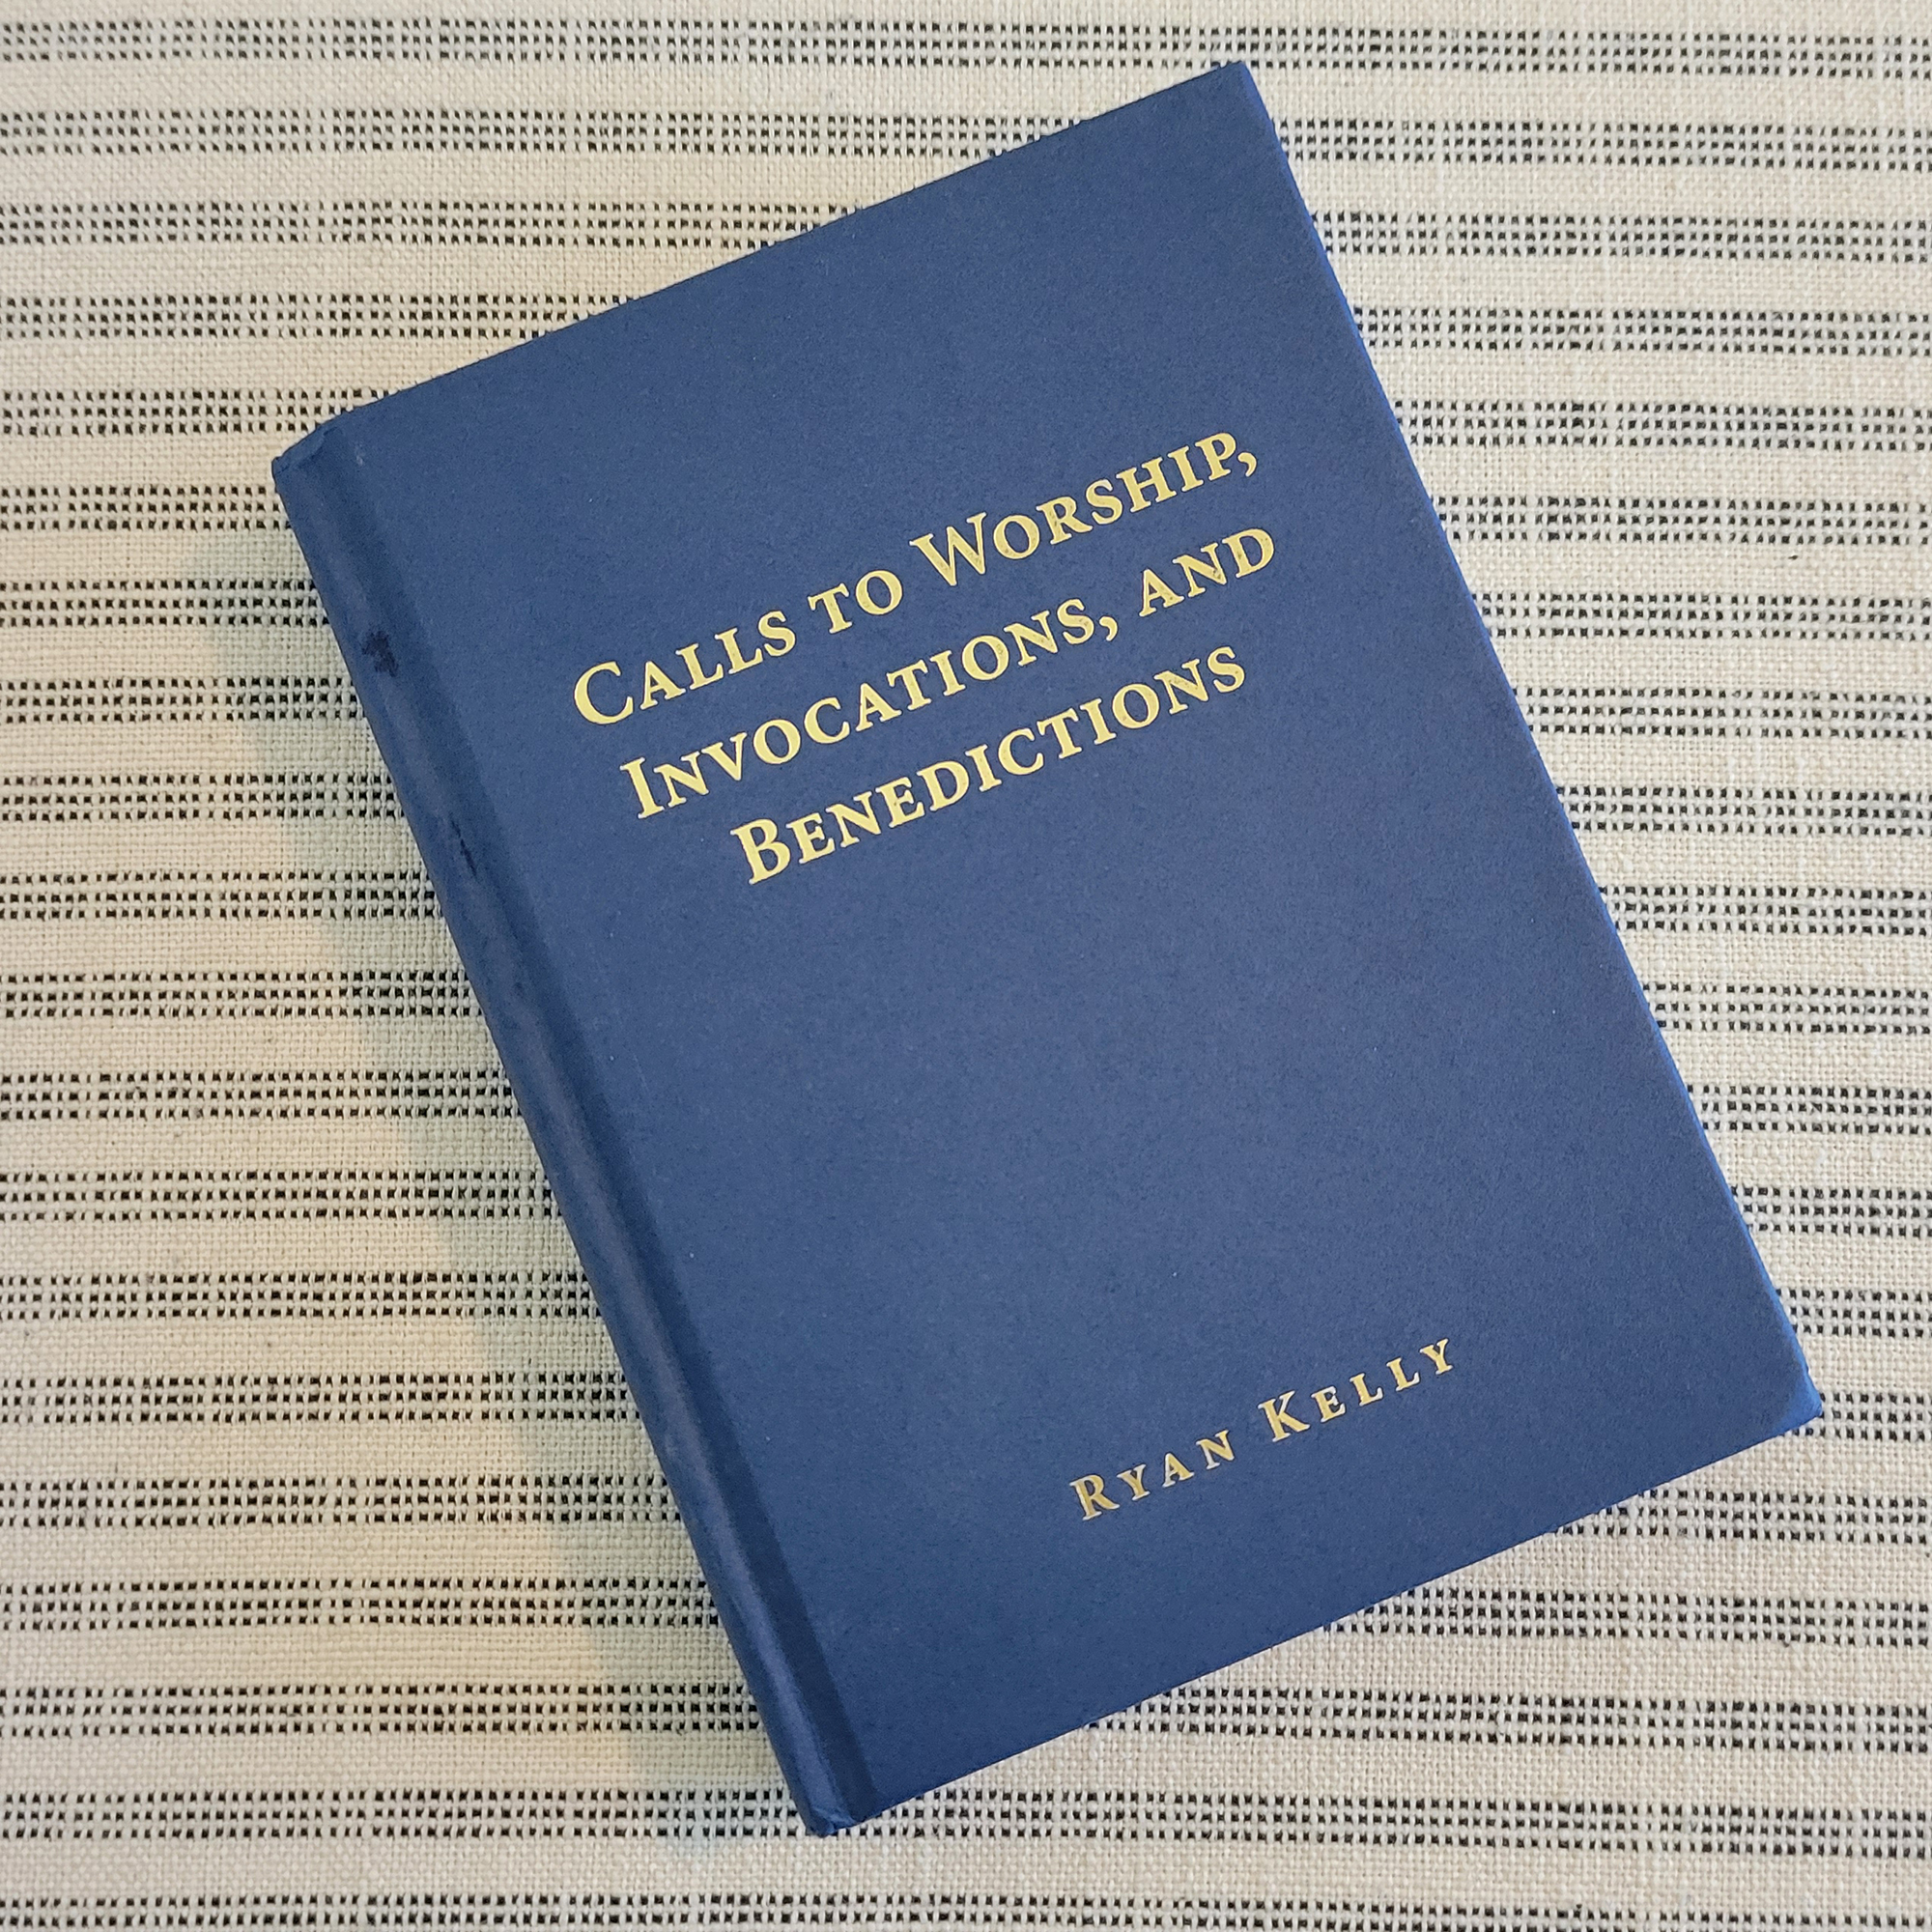 Calls to Worship,
Invocations, and
Benedictions
Ryan Kelly